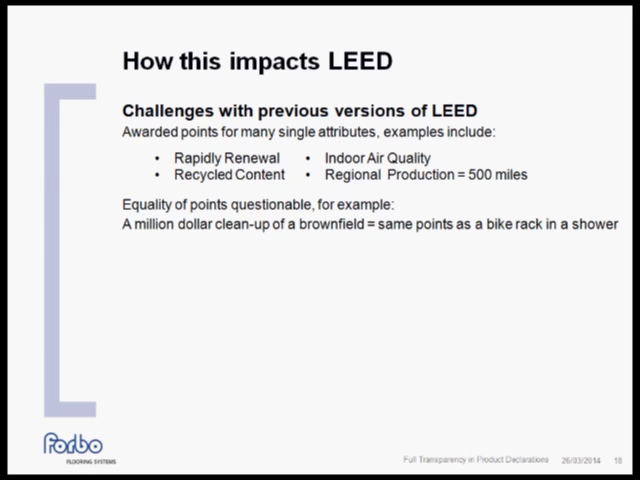 How this impacts LEED
Challenges with previous versions of LEED
Awarded points for many single attributes, examples include:
• Rapidly Renewal • Indoor Air Quality
• Recycled Content • Regional Production = 500 miles
Equality of points questionable, for example:
A million dollar clean-up of a brownfield = same points as a bike rack in a shower
Forbo
FLOORING SYSTEMS
Full Transparency in Product Declarations 26/03/2014 18